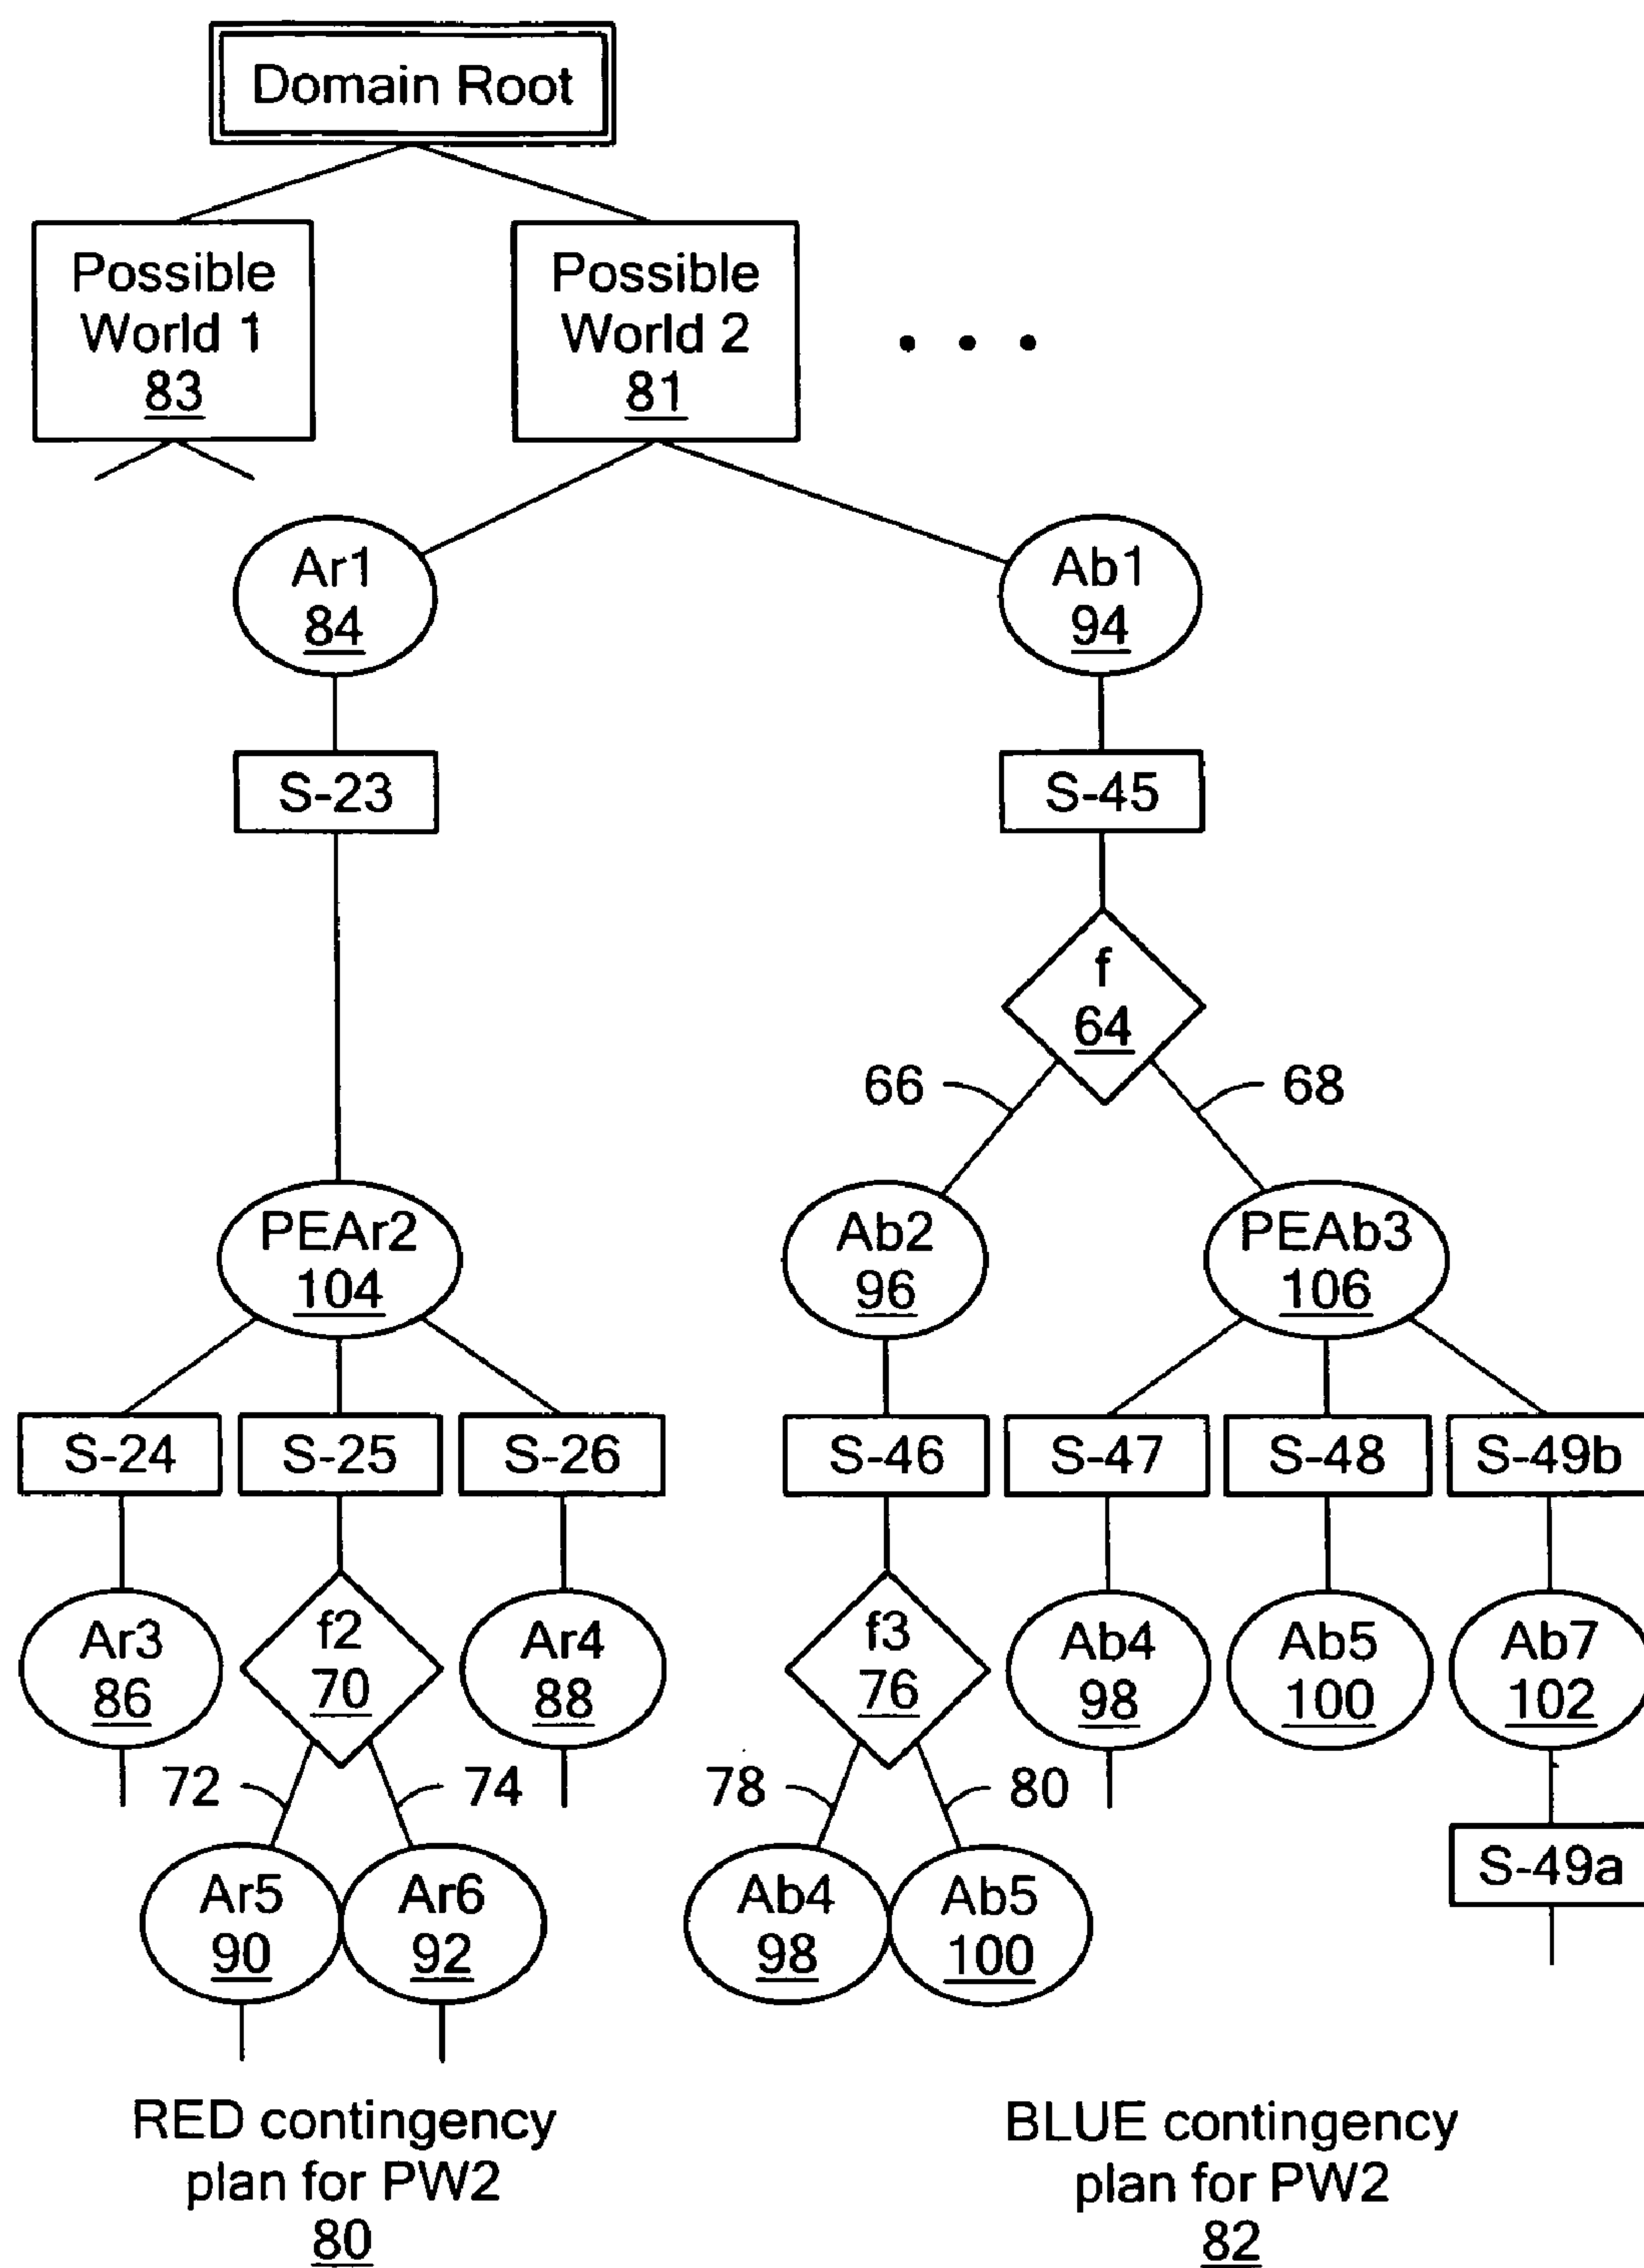 Domain Root
Possible
World 1
83
Possible
World 2
81
. . .
Ar1
84
Ab1
94
S-23
S-45
f
64
66
68
PEAr2
104
Ab2
96
PEAb3
106
S-24
S-25
S-26
S-46
S-47
S-48
S-49b
Ar3
86
f2
70
Ar4
88
f3
76
Ab4
98
Ab5
100
Ab7
102
72
74
78
80
S-49a
Ar5
90
Ar6
92
Ab4
98
Ab5
100
RED contingency
plan for PW2
80
BLUE contingency
plan for PW2
82